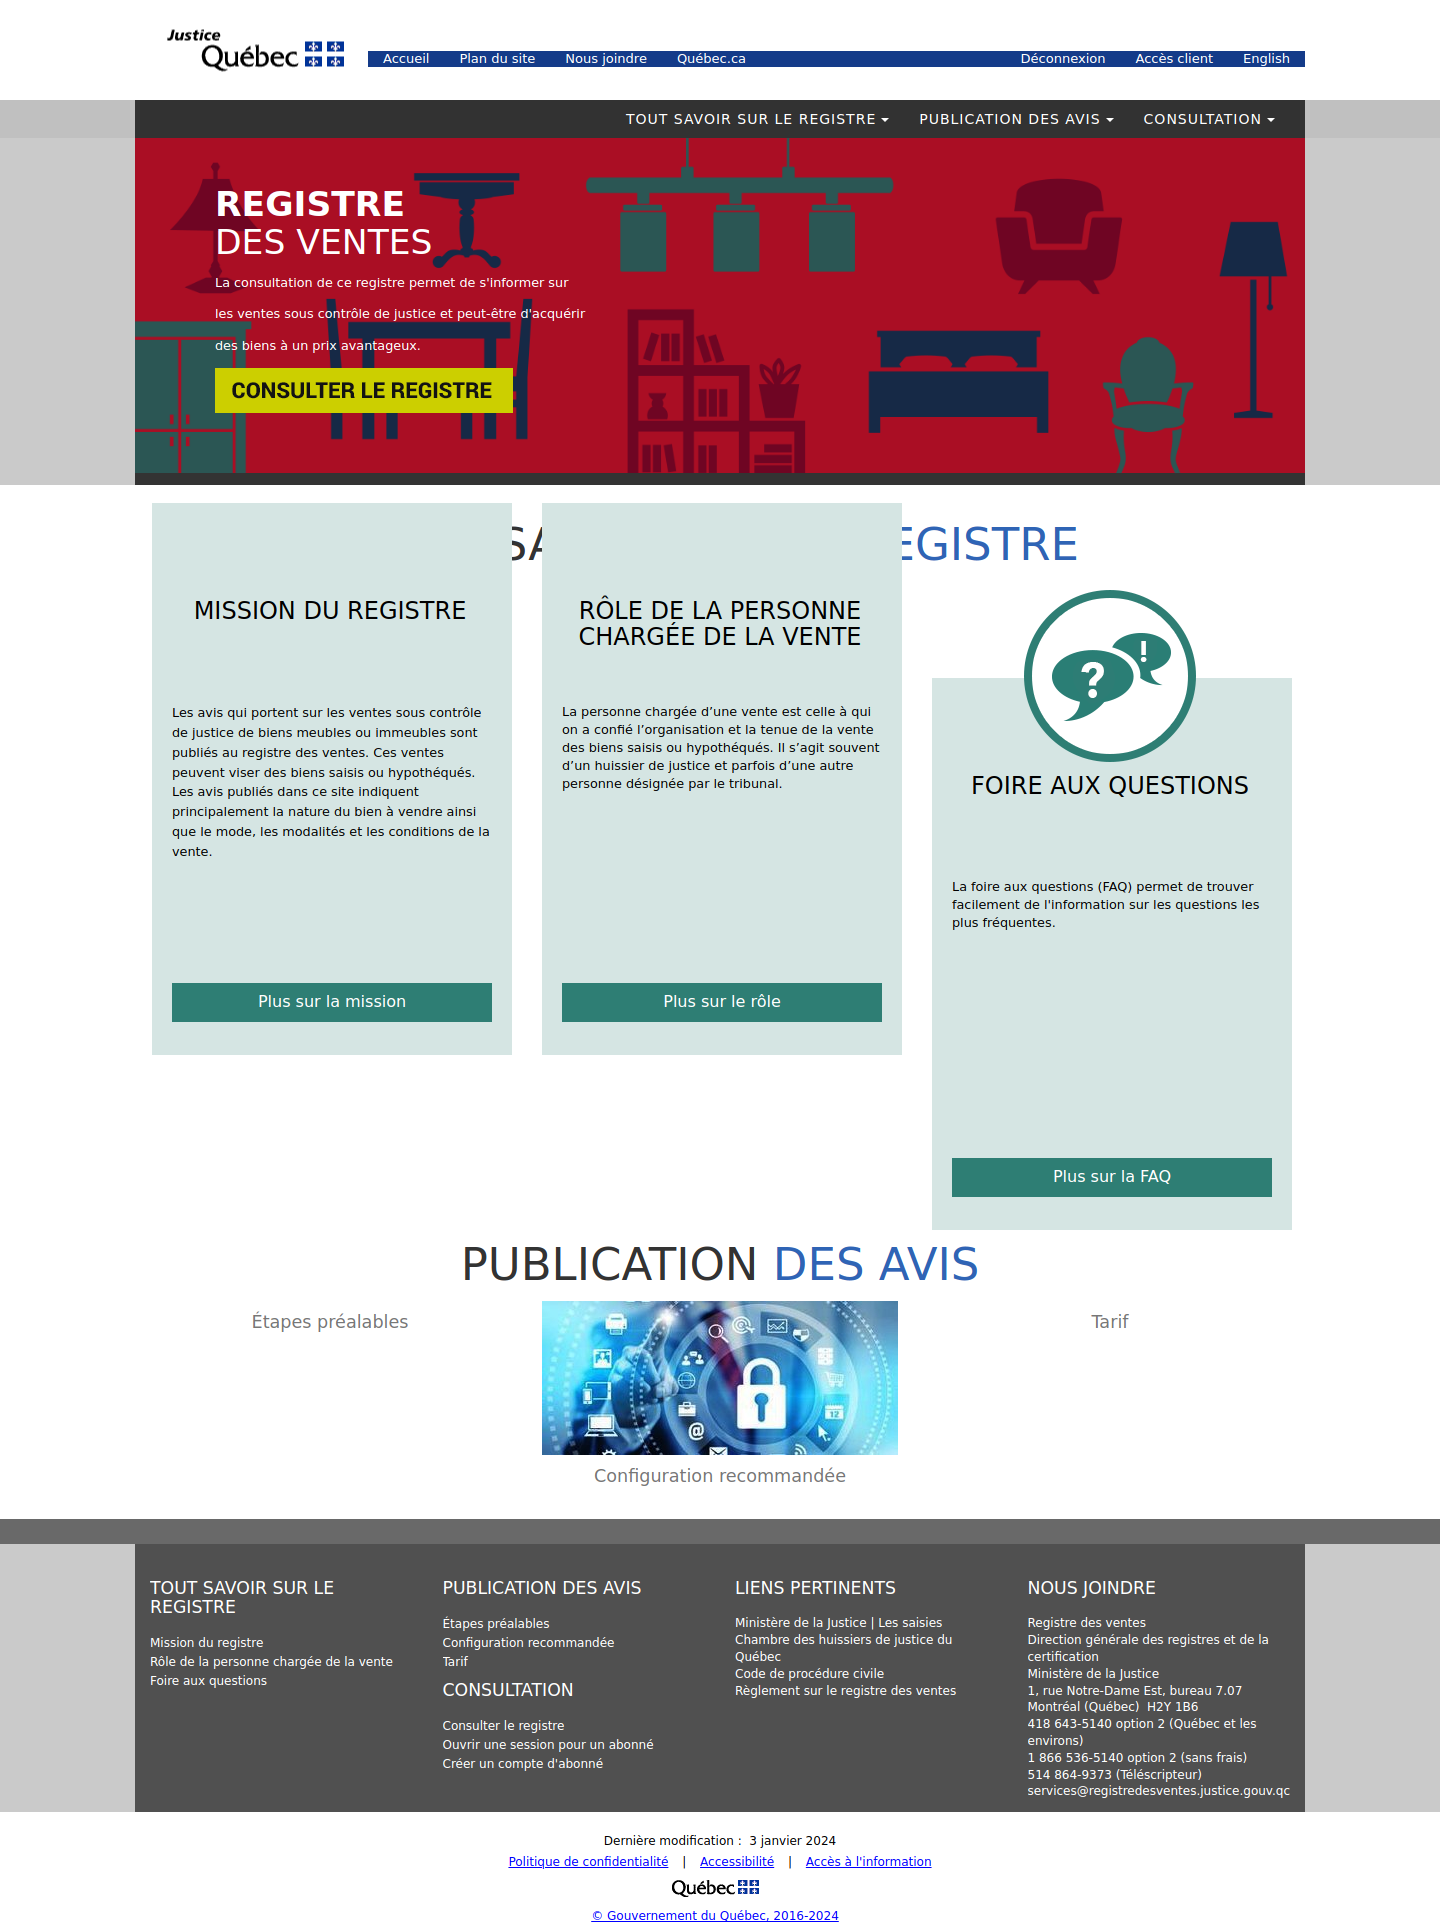 Justice
Québec
Accueil Plan du site Nous joindre Québec.ca Déconnexion Accès client English
TOUT SAVOIR SUR LE REGISTRE PUBLICATION DES AVIS CONSULTATION
REGISTRE
DES VENTES
La consultation de ce registre permet de s'informer sur
les ventes sous contrôle de justice et peut-être d'acquérir
des biens à un prix avantageux.
CONSULTER LE REGISTRE
SA EGISTRE
MISSION DU REGISTRE
Les avis qui portent sur les ventes sous contrôle
de justice de biens meubles ou immeubles sont
publiés au registre des ventes. Ces ventes
peuvent viser des biens saisis ou hypothéqués.
Les avis publiés dans ce site indiquent
principalement la nature du bien à vendre ainsi
que le mode, les modalités et les conditions de la
vente.
Plus sur la mission
RÔLE DE LA PERSONNE
CHARGÉE DE LA VENTE
La personne chargée d’une vente est celle à qui
on a confié l’organisation et la tenue de la vente
des biens saisis ou hypothéqués. Il s’agit souvent
d’un huissier de justice et parfois d’une autre
personne désignée par le tribunal.
Plus sur le rôle
? !
FOIRE AUX QUESTIONS
La foire aux questions (FAQ) permet de trouver
facilement de l'information sur les questions les
plus fréquentes.
Plus sur la FAQ
PUBLICATION DES AVIS
Étapes préalables
@ 12
Configuration recommandée
Tarif
TOUT SAVOIR SUR LE
REGISTRE
Mission du registre
Rôle de la personne chargée de la vente
Foire aux questions
PUBLICATION DES AVIS
Étapes préalables
Configuration recommandée
Tarif
CONSULTATION
Consulter le registre
Ouvrir une session pour un abonné
Créer un compte d'abonné
LIENS PERTINENTS
Ministère de la Justice | Les saisies
Chambre des huissiers de justice du
Québec
Code de procédure civile
Règlement sur le registre des ventes
NOUS JOINDRE
Registre des ventes
Direction générale des registres et de la
certification
Ministère de la Justice
1, rue Notre-Dame Est, bureau 7.07
Montréal (Québec)  H2Y 1B6
418 643-5140 option 2 (Québec et les
environs)
1 866 536-5140 option 2 (sans frais)
514 864-9373 (Téléscripteur)
services@registredesventes.justice.gouv.qc
Dernière modification :  3 janvier 2024
Politique de confidentialité | Accessibilité | Accès à l'information
Québec
© Gouvernement du Québec, 2016-2024